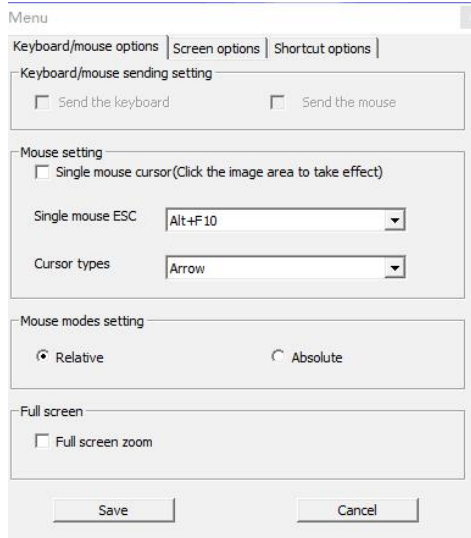 Menu
Keyboard/mouse options Screen options Shortcut options
Keyboard/mouse sending setting
Send the keyboard Send the mouse
Mouse setting
Single mouse cursor(Click the image area to take effect)
Single mouse ESC Alt+F10
Cursor types Arrow
Mouse modes setting
Relative Absolute
Full screen
Full screen zoom
Save Cancel